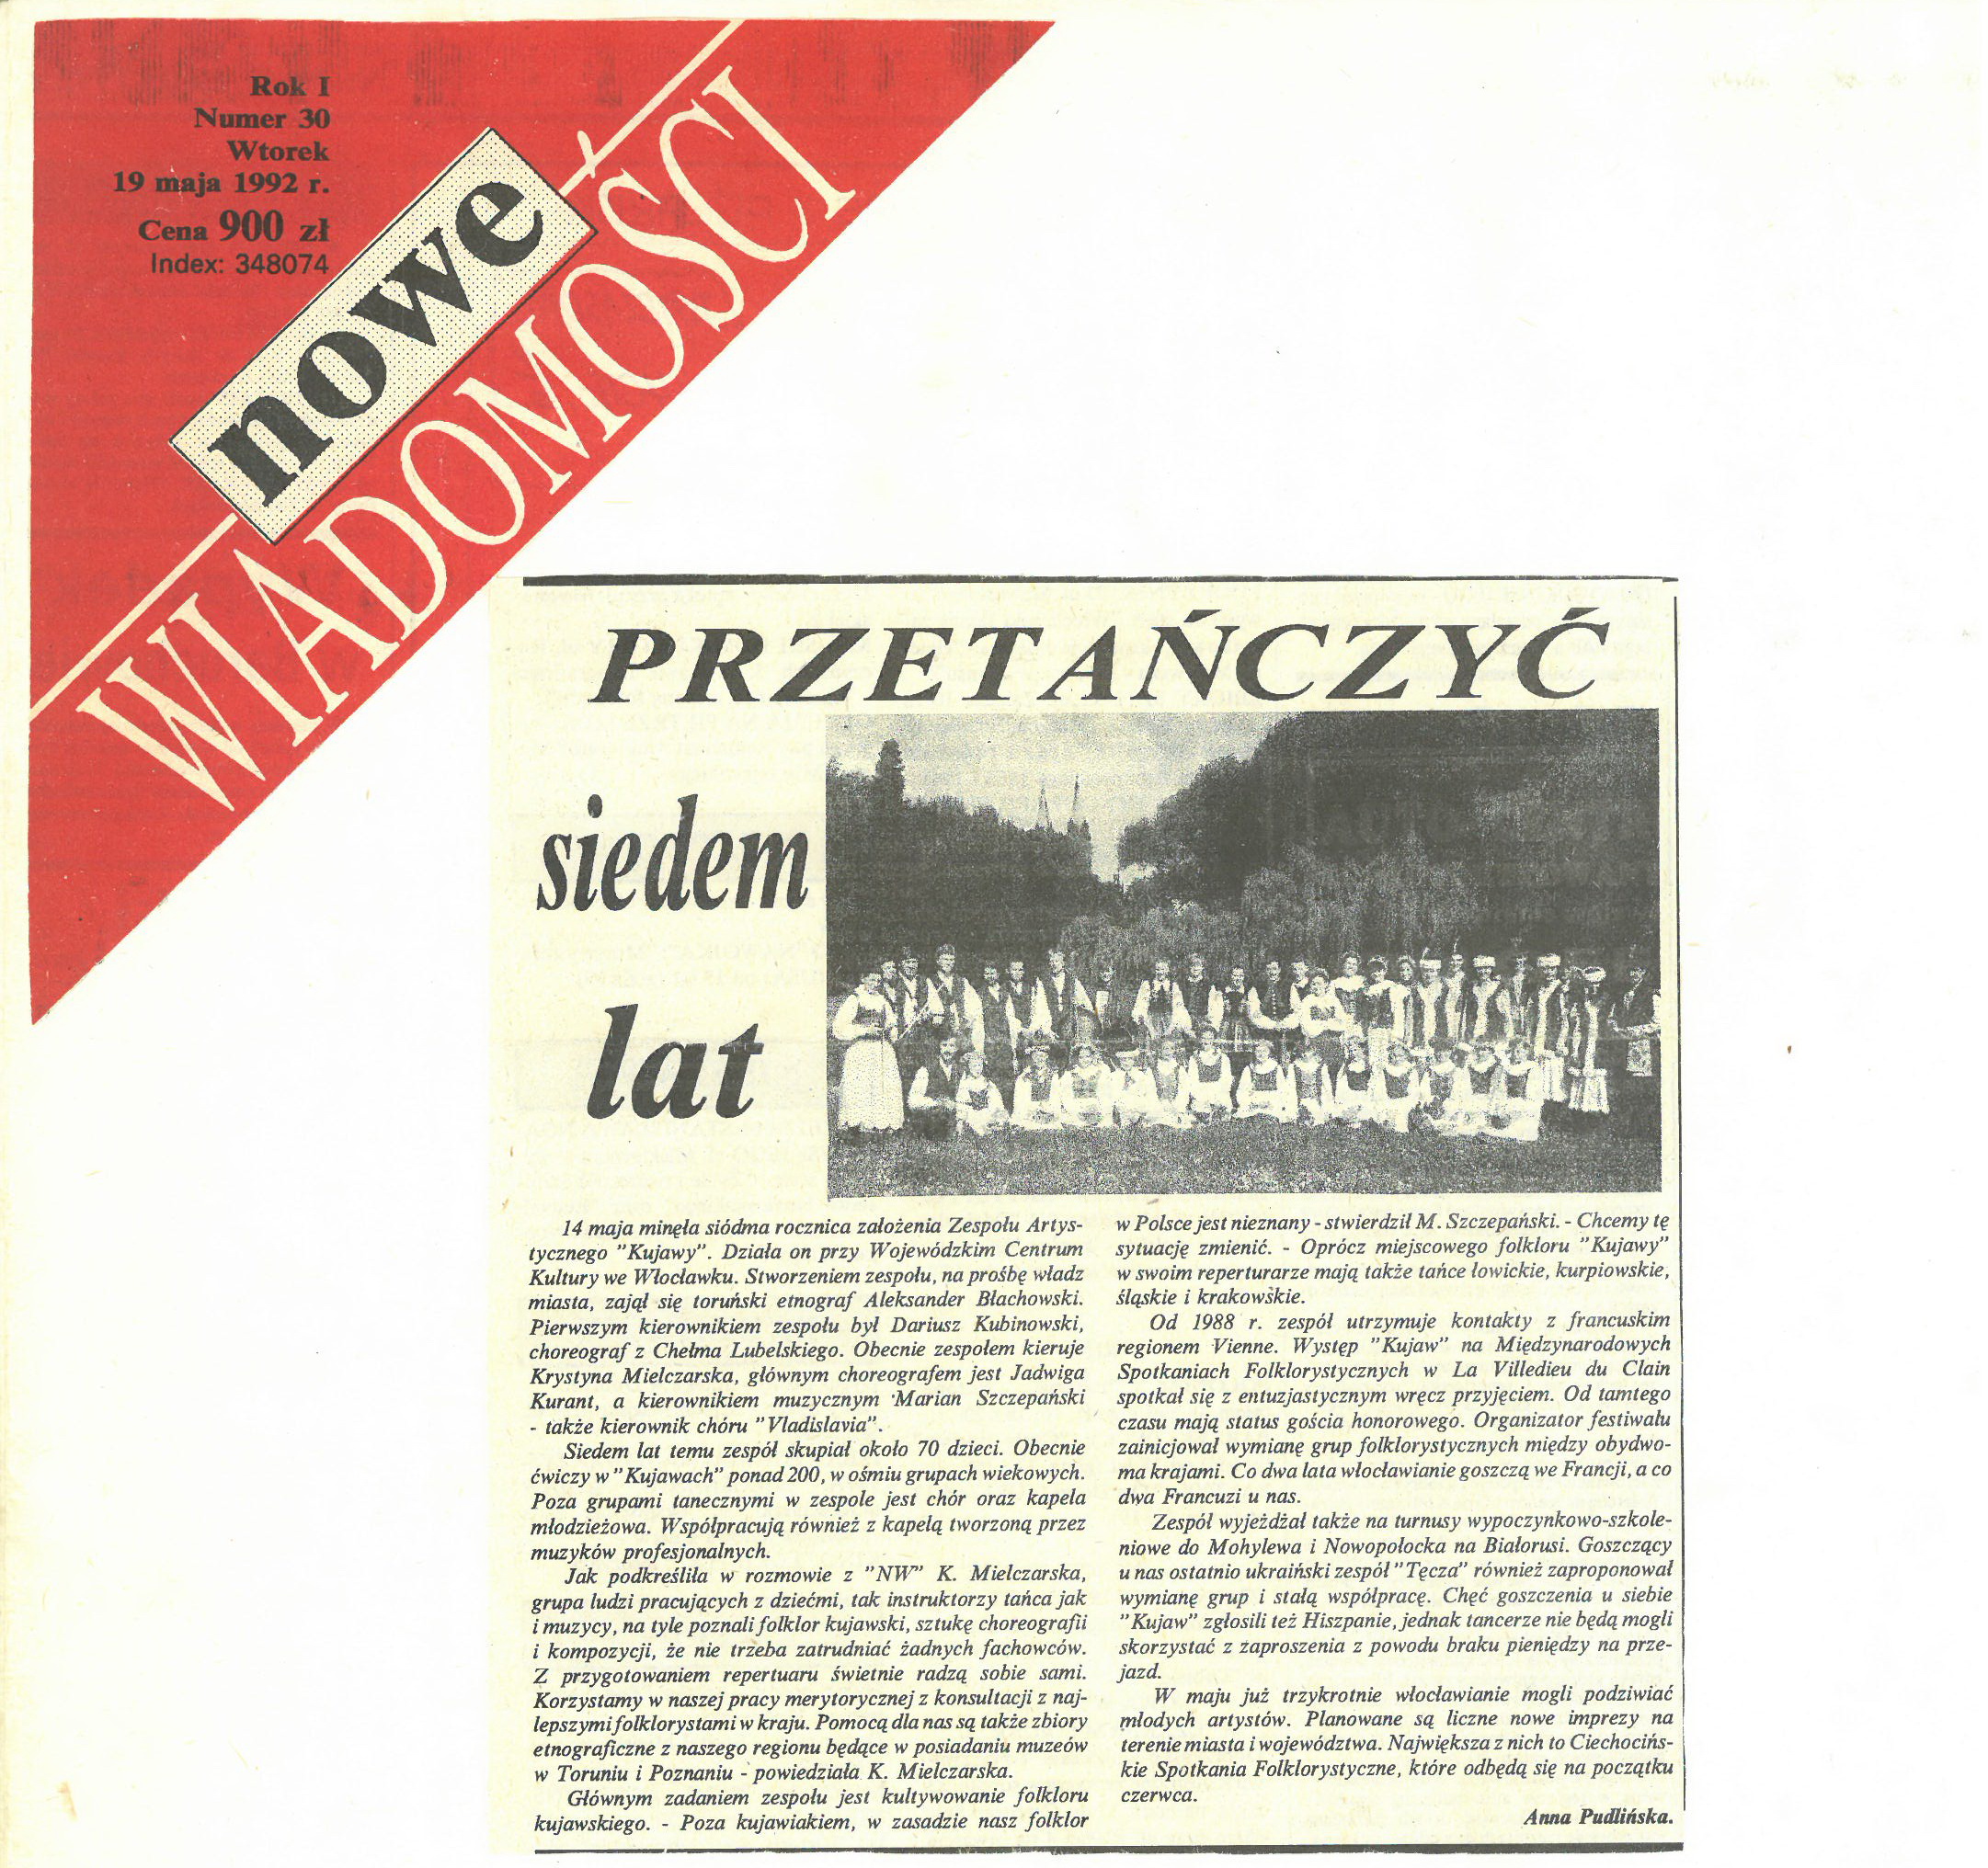 Rok I
Numer 30
Wtorek
19 maja 1992 r.
Cena 900 zł
Index: 348074
nowe
WIADOMOŚCI
PRZETAŃCZYĆ
siedem
lat
14 maja minęła siódma rocznica założenia Zespołu Artys-
tycznego "Kujawy". Działa on przy Wojewódzkim Centrum
Kultury we Włocławku. Stworzeniem zespołu, na prośbę władz
miasta, zajął się toruński etnograf Aleksander Błachowski.
Pierwszym kierownikiem zespołu był Dariusz Kubinowski,
choreograf z Chełma Lubelskiego. Obecnie zespołem kieruje
Krystyna Mielczarska, głównym choreografem jest Jadwiga
Kurant, a kierownikiem muzycznym Marian Szczepański
- także kierownik chóru "Vladislavia".
Siedem lat temu zespół skupiał około 70 dzieci. Obecnie
ćwiczy w "Kujawach" ponad 200, w ośmiu grupach wiekowych.
Poza grupami tanecznymi w zespole jest chór oraz kapela
młodzieżowa. Współpracują również z kapelą tworzoną przez
muzyków profesjonalnych.
Jak podkreśliła w rozmowie z "NW" K. Mielczarska,
grupa ludzi pracujących z dziećmi, tak instruktorzy tańca jak
i muzycy, na tyle poznali folklor kujawski, sztukę choreografii
i kompozycji, że nie trzeba zatrudniać żadnych fachowców.
Z przygotowaniem repertuaru świetnie radzą sobie sami.
Korzystamy w naszej pracy merytorycznej z konsultacji z naj-
lepszymi folklorystami w kraju. Pomocą dla nas są także zbiory
etnograficzne z naszego regionu będące w posiadaniu muzeów
w Toruniu i Poznaniu - powiedziała K. Mielczarska.
Głównym zadaniem zespołu jest kultywowanie folkloru
kujawskiego. - Poza kujawiakiem, w zasadzie nasz folklor
w Polsce jest nieznany - stwierdził M. Szczepański. - Chcemy tę
sytuację zmienić. - Oprócz miejscowego folkloru "Kujawy"
w swoim reperturarze mają także tańce łowickie, kurpiowskie,
śląskie i krakowskie.
Od 1988 r. zespół utrzymuje kontakty z francuskim
regionem Vienne. Występ "Kujaw" na Międzynarodowych
Spotkaniach Folklorystycznych w La Villedieu du Clain
spotkał się z entuzjastycznym wręcz przyjęciem. Od tamtego
czasu mają status gościa honorowego. Organizator festiwalu
zainicjował wymianę grup folklorystycznych między obydwo-
ma krajami. Co dwa lata włocławianie goszczą we Francji, a co
dwa Francuzi u nas.
Zespół wyjeżdżał także na turnusy wypoczynkowo-szkole-
niowe do Mohylewa i Nowopołocka na Białorusi. Goszczący
u nas ostatnio ukraiński zespół "Tęcza" również zaproponował
wymianę grup i stałą współpracę. Chęć goszczenia u siebie
"Kujaw" zgłosili też Hiszpanie, jednak tancerze nie będą mogli
skorzystać z zaproszenia z powodu braku pieniędzy na prze-
jazd.
W maju już trzykrotnie włocławianie mogli podziwiać
młodych artystów. Planowane są liczne nowe imprezy na
terenie miasta i województwa. Największa z nich to Ciechociń-
skie Spotkania Folklorystyczne, które odbędą się na początku
czerwca.
Anna Pudlińska.